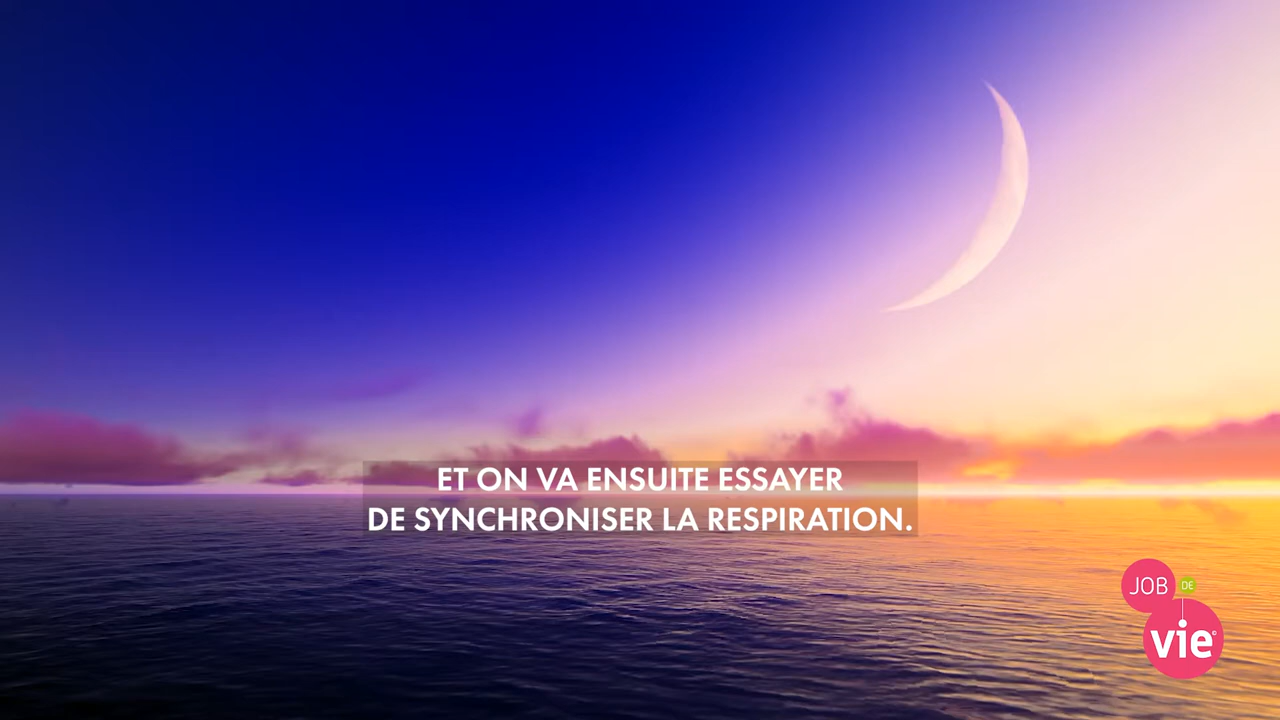 ET ON VA ENSUITE ESSAYER
DE SYNCHRONISER LA RESPIRATION.
JOB DE
vie©